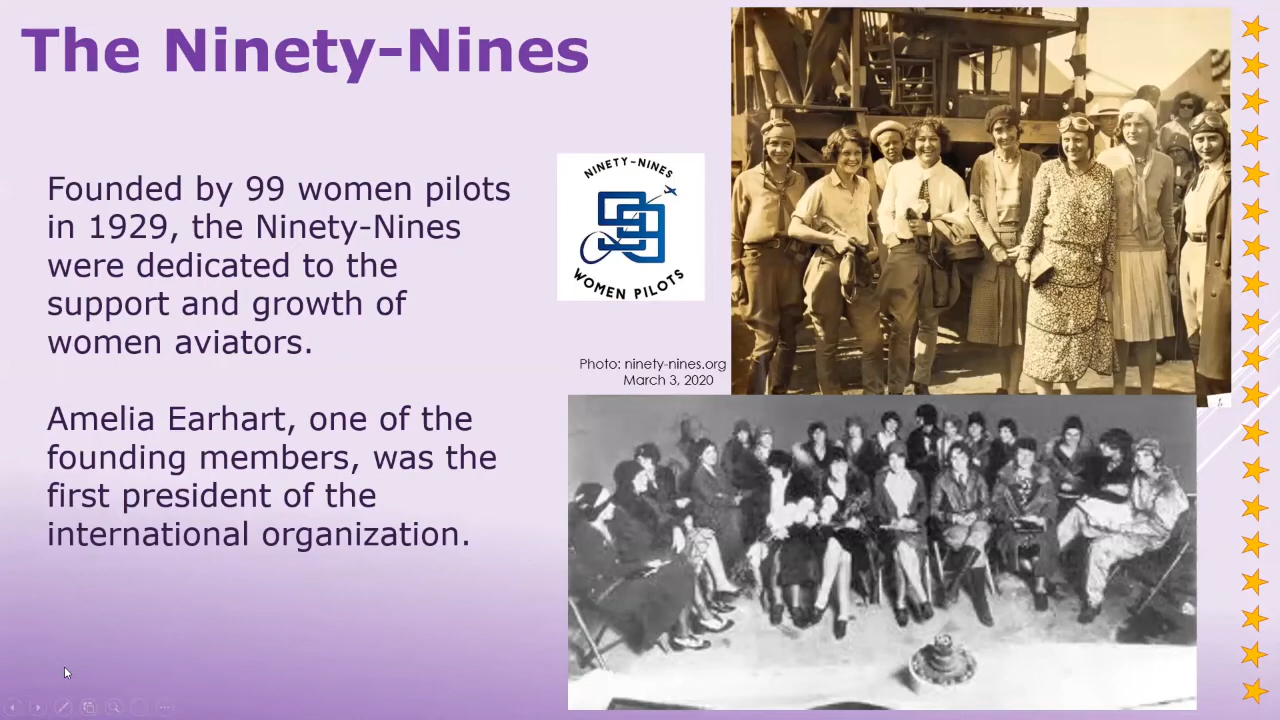 The Ninety-Nines
Founded by 99 women pilots
in 1929, the Ninety-Nines
were dedicated to the
support and growth of
women aviators.
Amelia Earhart, one of the
founding members, was the
first president of the
international organization.
NINETY-NINES
99
WOMEN PILOTS
Photo: ninety-nines.org
March 3, 2020